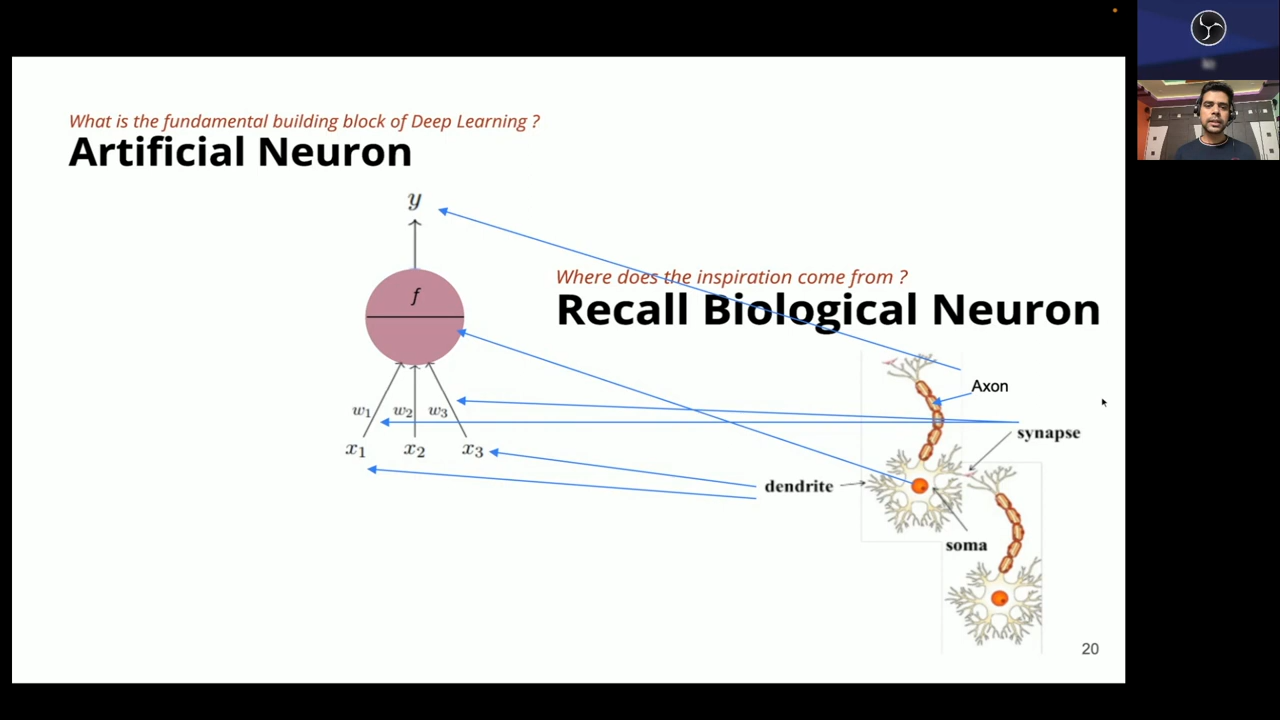 What is the fundamental building block of Deep Learning ?
Artificial Neuron
y
f
Where does the inspiration come from ?
Recall Biological Neuron
Axon
w₁ w₂ w₃
synapse
x₁ x₂ x₃
dendrite
soma
20